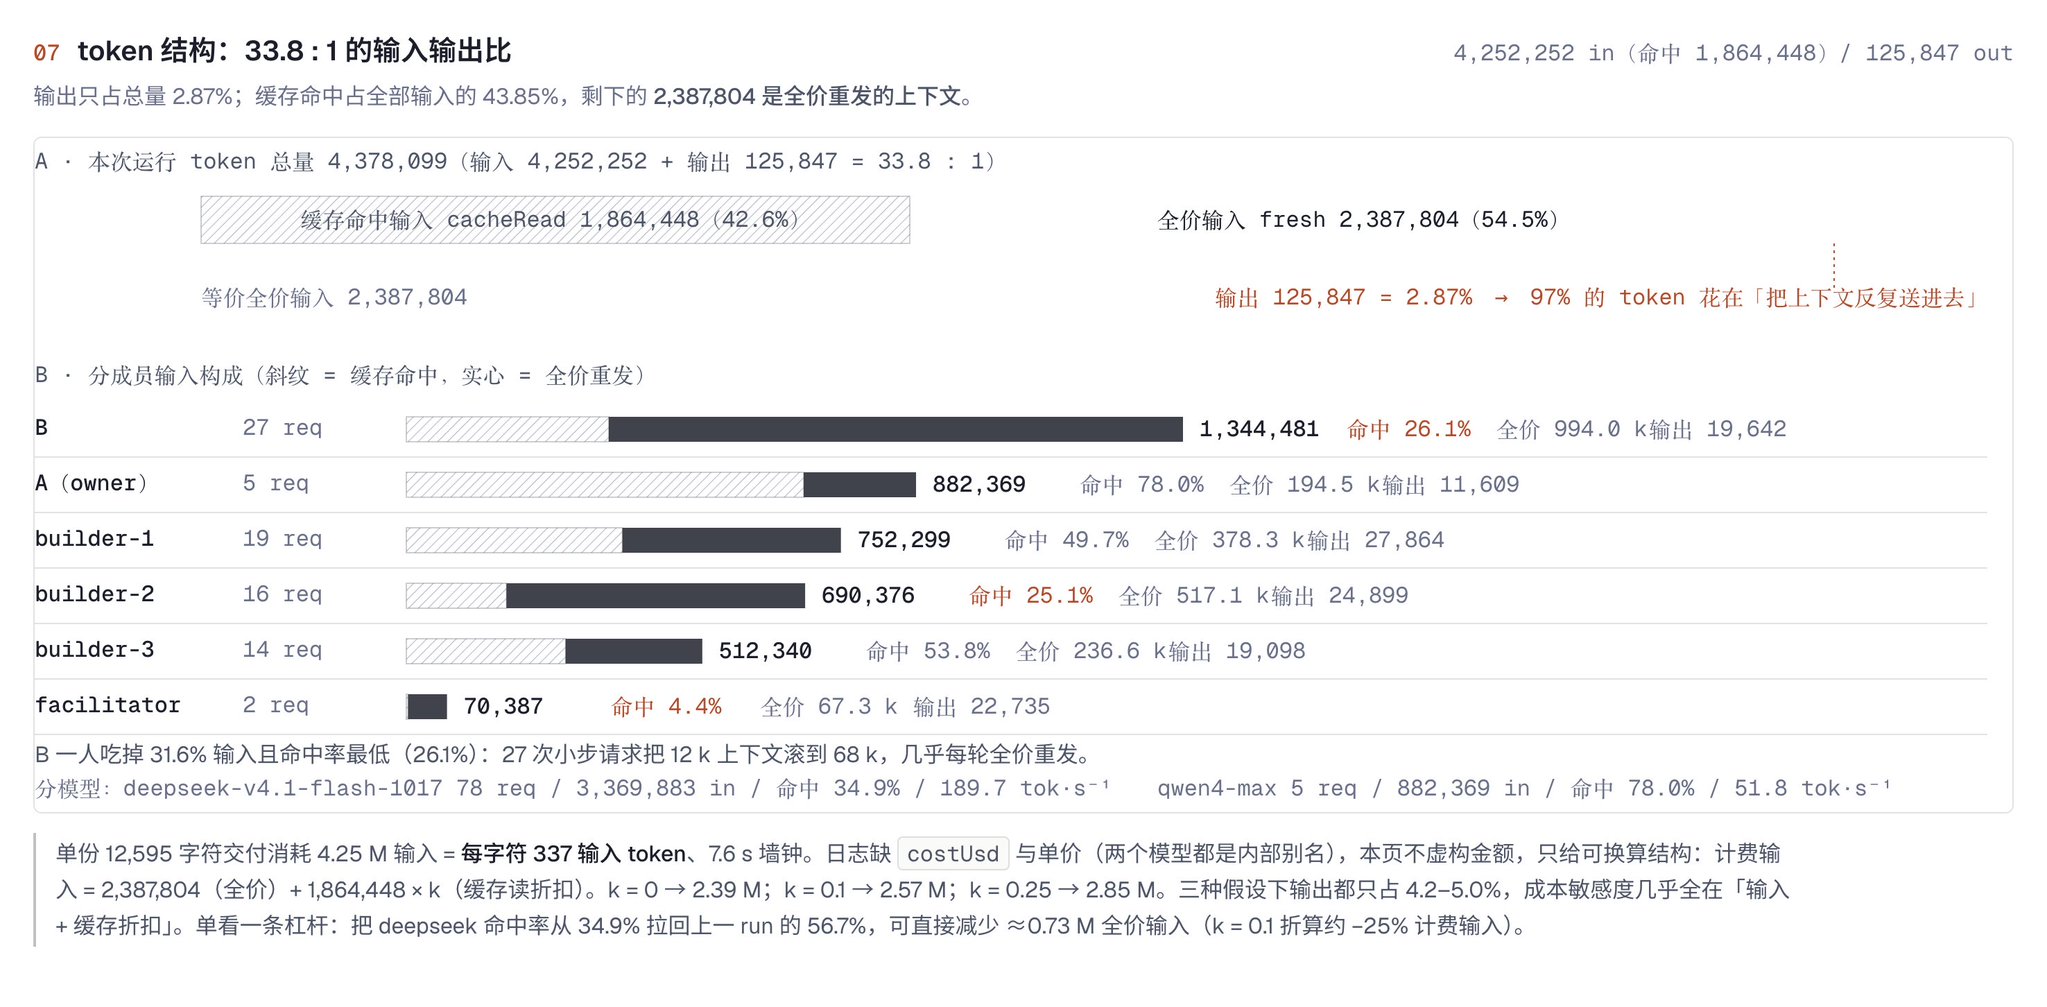 07 token 结构：33.8 : 1 的输入输出比
4,252,252 in（命中 1,864,448）/ 125,847 out
输出只占总量 2.87%；缓存命中占全部输入的 43.85%，剩下的 2,387,804 是全价重发的上下文。
A · 本次运行 token 总量 4,378,099（输入 4,252,252 + 输出 125,847 = 33.8 : 1）
缓存命中输入 cacheRead 1,864,448（42.6%）
全价输入 fresh 2,387,804（54.5%）
等价全价输入 2,387,804
输出 125,847 = 2.87% → 97% 的 token 花在「把上下文反复送进去」
B · 分成员输入构成（斜纹 = 缓存命中，实心 = 全价重发）
B 27 req 1,344,481 命中 26.1% 全价 994.0 k输出 19,642
A（owner） 5 req 882,369 命中 78.0% 全价 194.5 k输出 11,609
builder-1 19 req 752,299 命中 49.7% 全价 378.3 k输出 27,864
builder-2 16 req 690,376 命中 25.1% 全价 517.1 k输出 24,899
builder-3 14 req 512,340 命中 53.8% 全价 236.6 k输出 19,098
facilitator 2 req 70,387 命中 4.4% 全价 67.3 k 输出 22,735
B 一人吃掉 31.6% 输入且命中率最低（26.1%）：27 次小步请求把 12 k 上下文滚到 68 k，几乎每轮全价重发。
分模型：deepseek-v4.1-flash-1017 78 req / 3,369,883 in / 命中 34.9% / 189.7 tok·s⁻¹ qwen4-max 5 req / 882,369 in / 命中 78.0% / 51.8 tok·s⁻¹
单份 12,595 字符交付消耗 4.25 M 输入 = 每字符 337 输入 token、7.6 s 墙钟。日志缺 costUsd 与单价（两个模型都是内部别名），本页不虚构金额，只给可换算结构：计费输
入 = 2,387,804（全价）+ 1,864,448 × k（缓存读折扣）。k = 0 → 2.39 M；k = 0.1 → 2.57 M；k = 0.25 → 2.85 M。三种假设下输出都只占 4.2–5.0%，成本敏感度几乎全在「输入
+ 缓存折扣」。单看一条杠杆：把 deepseek 命中率从 34.9% 拉回上一 run 的 56.7%，可直接减少 ≈0.73 M 全价输入（k = 0.1 折算约 −25% 计费输入）。